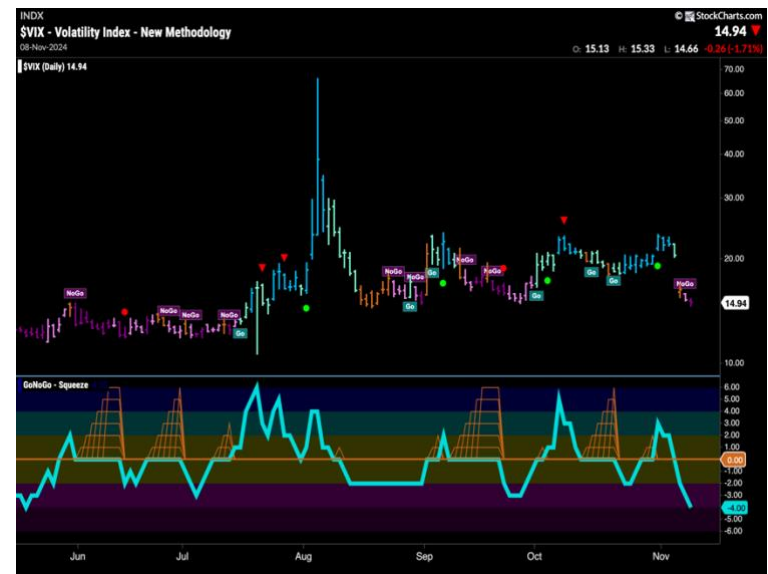 INDX
© StockCharts.com
$VIX - Volatility Index - New Methodology
14.94
08-Nov-2024
O: 15.13 H: 15.33 L: 14.66 -0.26 (-1.71%)
$VIX (Daily) 14.94
70.00
60.00
50.00
40.00
30.00
20.00
14.94
10.00
NoGo
NoGo
NoGo
NoGo
Go
NoGo
NoGo
Go
Go
NoGo
NoGo
Go
Go
Go
NoGo
GoNoGo - Squeeze
6.00
5.00
4.00
3.00
2.00
1.00
0.00
-1.00
-2.00
-3.00
-4.00
-5.00
-6.00
Jun Jul Aug Sep Oct Nov